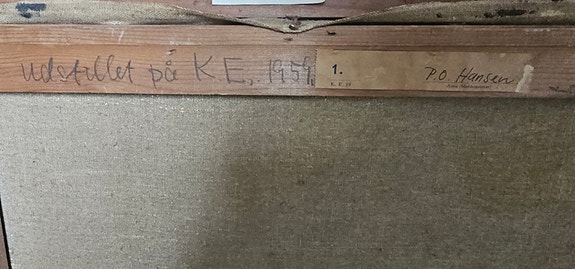 udstillet på K E, 1959.
1.
P.O. Hansen